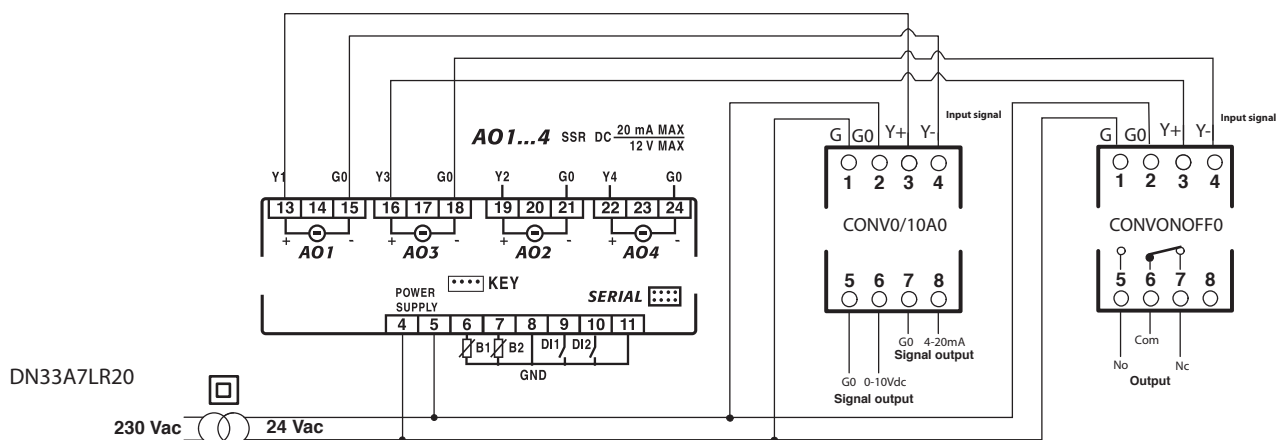 AO1...4 SSR DC 20 mA MAX
12 V MAX
Y1 G0 Y3 G0 Y2 G0 Y4 G0
13 14 15 16 17 18 19 20 21 22 23 24
+ - + - + - + -
AO1 AO3 AO2 AO4
KEY
POWER SUPPLY
SERIAL
4 5 6 7 8 9 10 11
B1 B2 DI1 DI2
GND
DN33A7LR20
230 Vac 24 Vac
Input signal
G G0 Y+ Y-
1 2 3 4
CONV0/10A0
5 6 7 8
G0 4-20mA
Signal output
G0 0-10Vdc
Signal output
Input signal
G G0 Y+ Y-
1 2 3 4
CONVONOFF0
5 6 7 8
Com
No Nc
Output